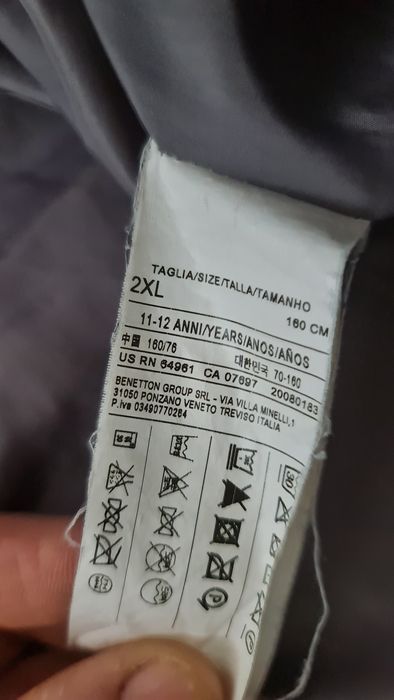 TAGLIA/SIZE/TALLA/TAMANHO
2XL 160 CM
11-12 ANNI/YEARS/ANOS/AÑOS
中国 160/76 대한민국 70-160
US RN 64961 CA 07697 20080183
BENETTON GROUP SRL - VIA VILLA MINELLI,1
31050 PONZANO VENETO TREVISO ITALIA
P.iva 03490770264
30